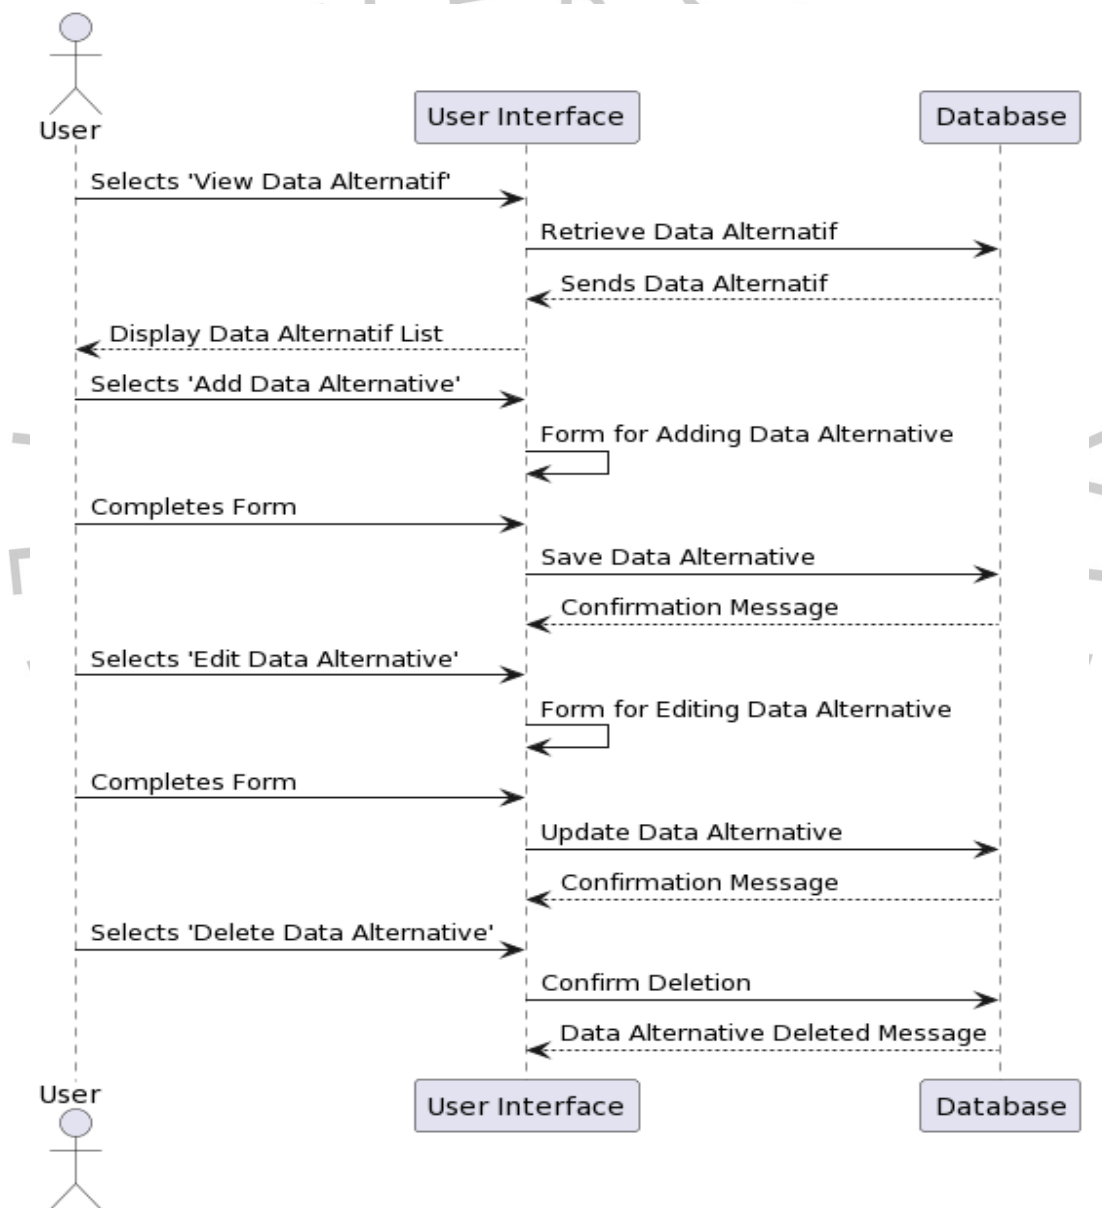 User
User Interface
Database
Selects 'View Data Alternatif'
Retrieve Data Alternatif
Sends Data Alternatif
Display Data Alternatif List
Selects 'Add Data Alternative'
Form for Adding Data Alternative
Completes Form
Save Data Alternative
Confirmation Message
Selects 'Edit Data Alternative'
Form for Editing Data Alternative
Completes Form
Update Data Alternative
Confirmation Message
Selects 'Delete Data Alternative'
Confirm Deletion
Data Alternative Deleted Message
User
User Interface
Database